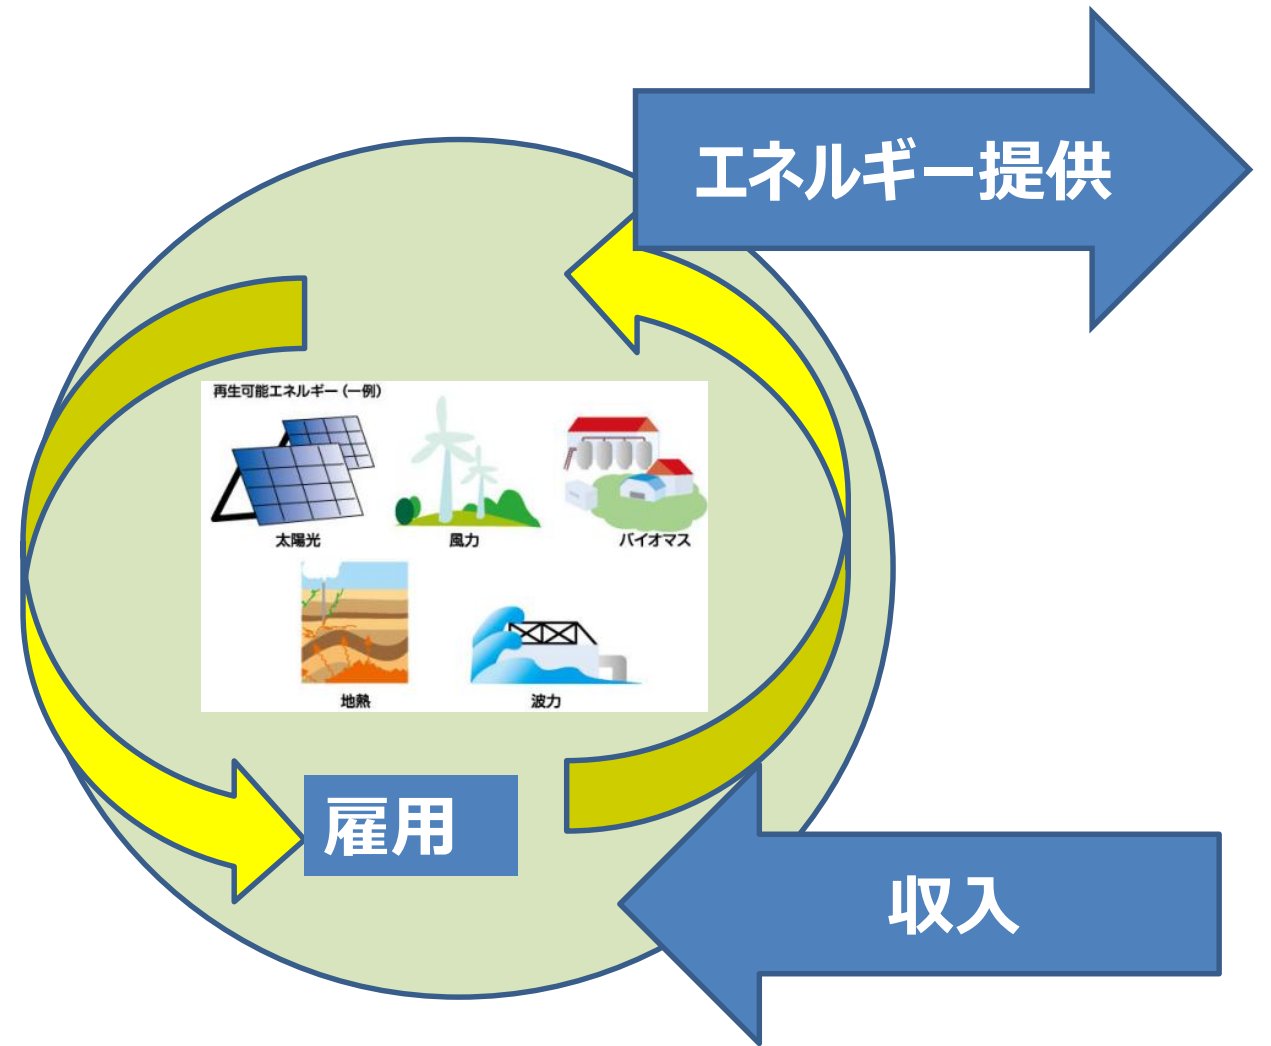 エネルギー提供
再生可能エネルギー（一例）
太陽光
風力
バイオマス
地熱
波力
雇用
収入